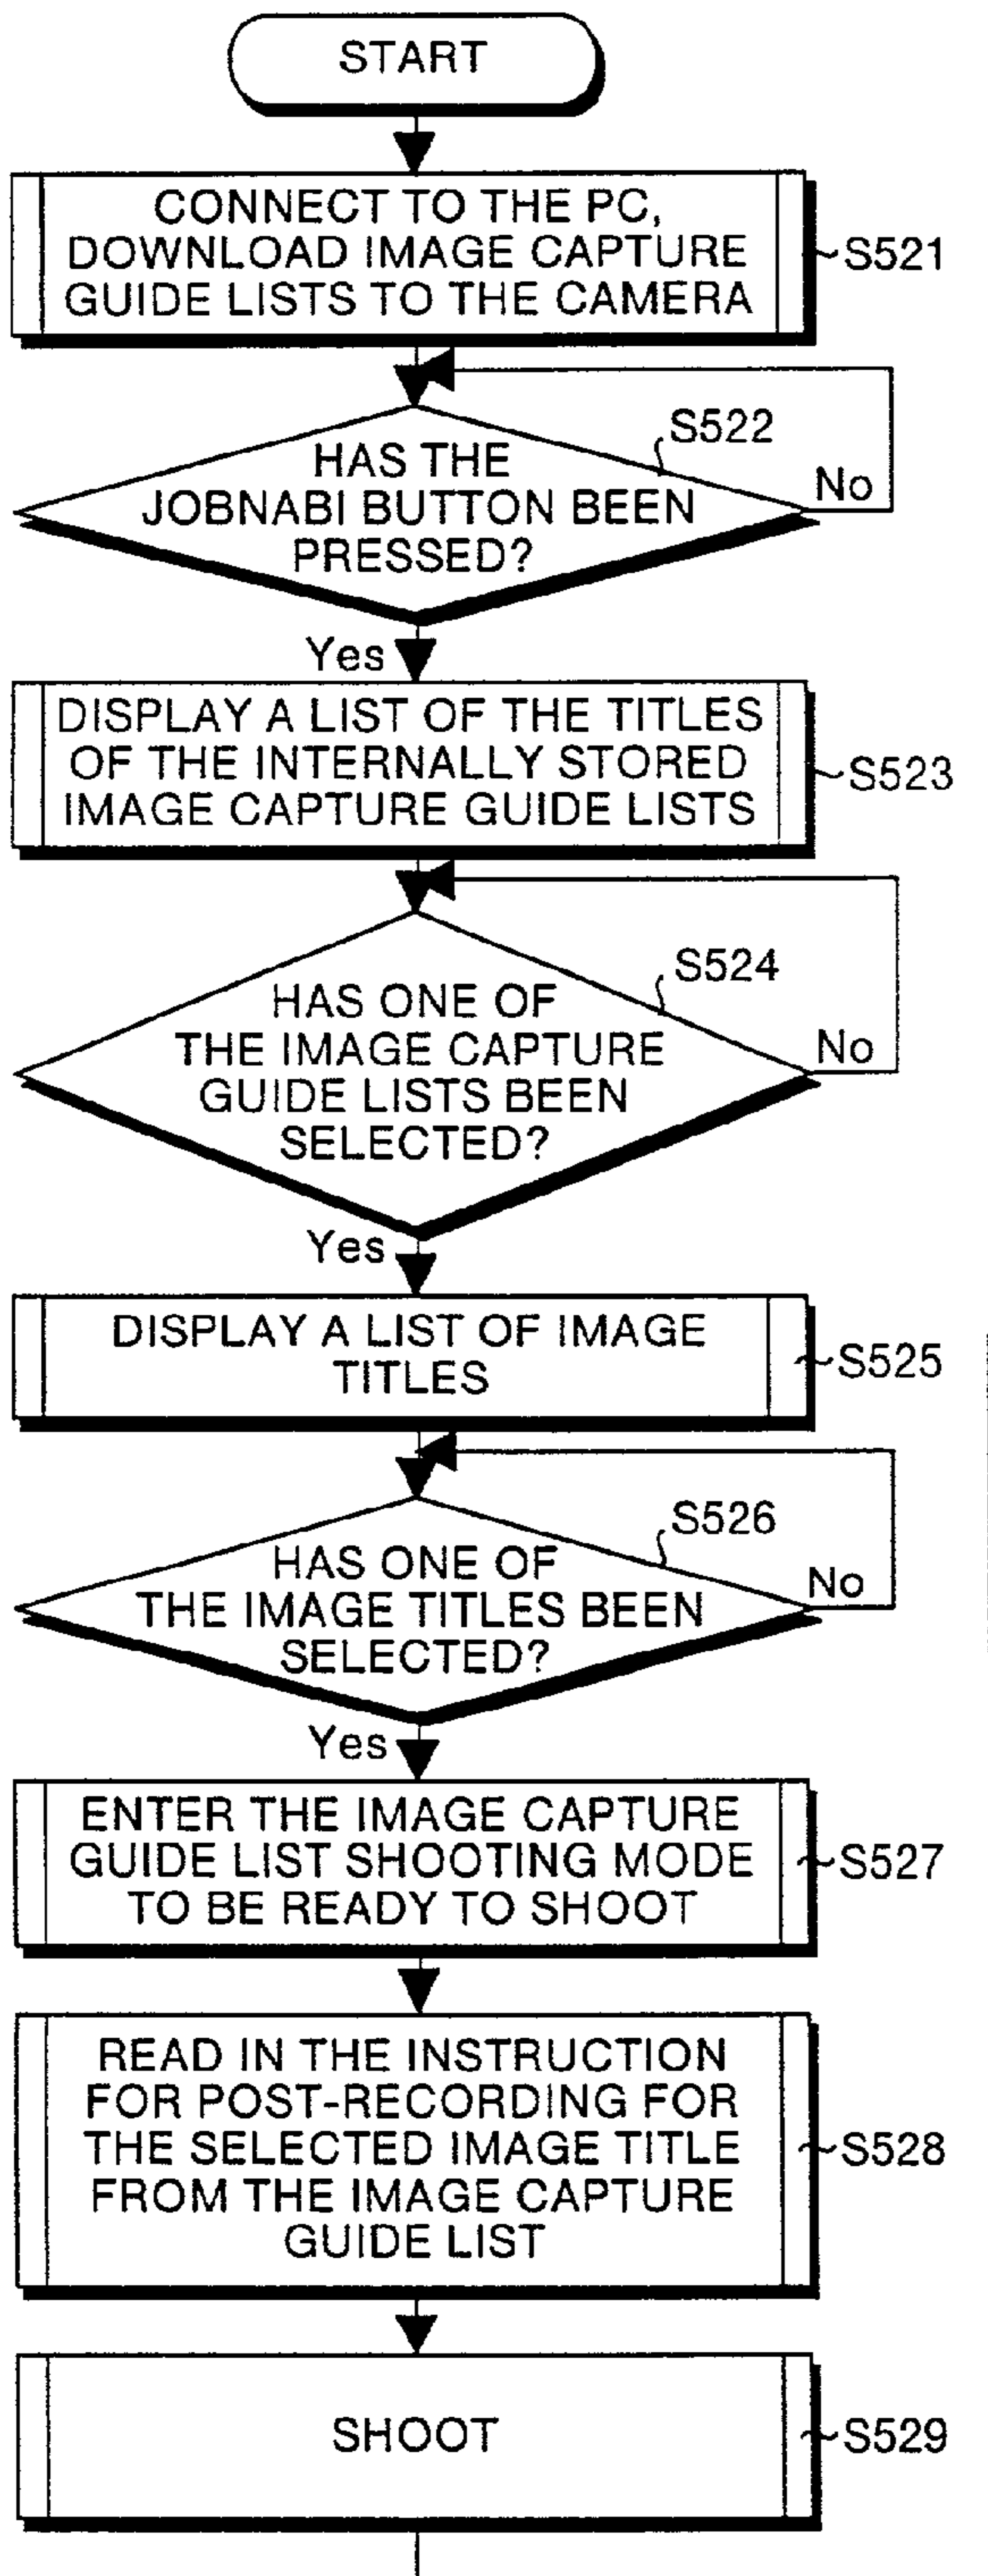 START
CONNECT TO THE PC,
DOWNLOAD IMAGE CAPTURE
GUIDE LISTS TO THE CAMERA
S521
S522
HAS THE
JOBNABI BUTTON BEEN
PRESSED?
No
Yes
DISPLAY A LIST OF THE TITLES
OF THE INTERNALLY STORED
IMAGE CAPTURE GUIDE LISTS
S523
S524
HAS ONE OF
THE IMAGE CAPTURE
GUIDE LISTS BEEN
SELECTED?
No
Yes
DISPLAY A LIST OF IMAGE
TITLES
S525
S526
HAS ONE OF
THE IMAGE TITLES BEEN
SELECTED?
No
Yes
ENTER THE IMAGE CAPTURE
GUIDE LIST SHOOTING MODE
TO BE READY TO SHOOT
S527
READ IN THE INSTRUCTION
FOR POST-RECORDING FOR
THE SELECTED IMAGE TITLE
FROM THE IMAGE CAPTURE
GUIDE LIST
S528
SHOOT
S529